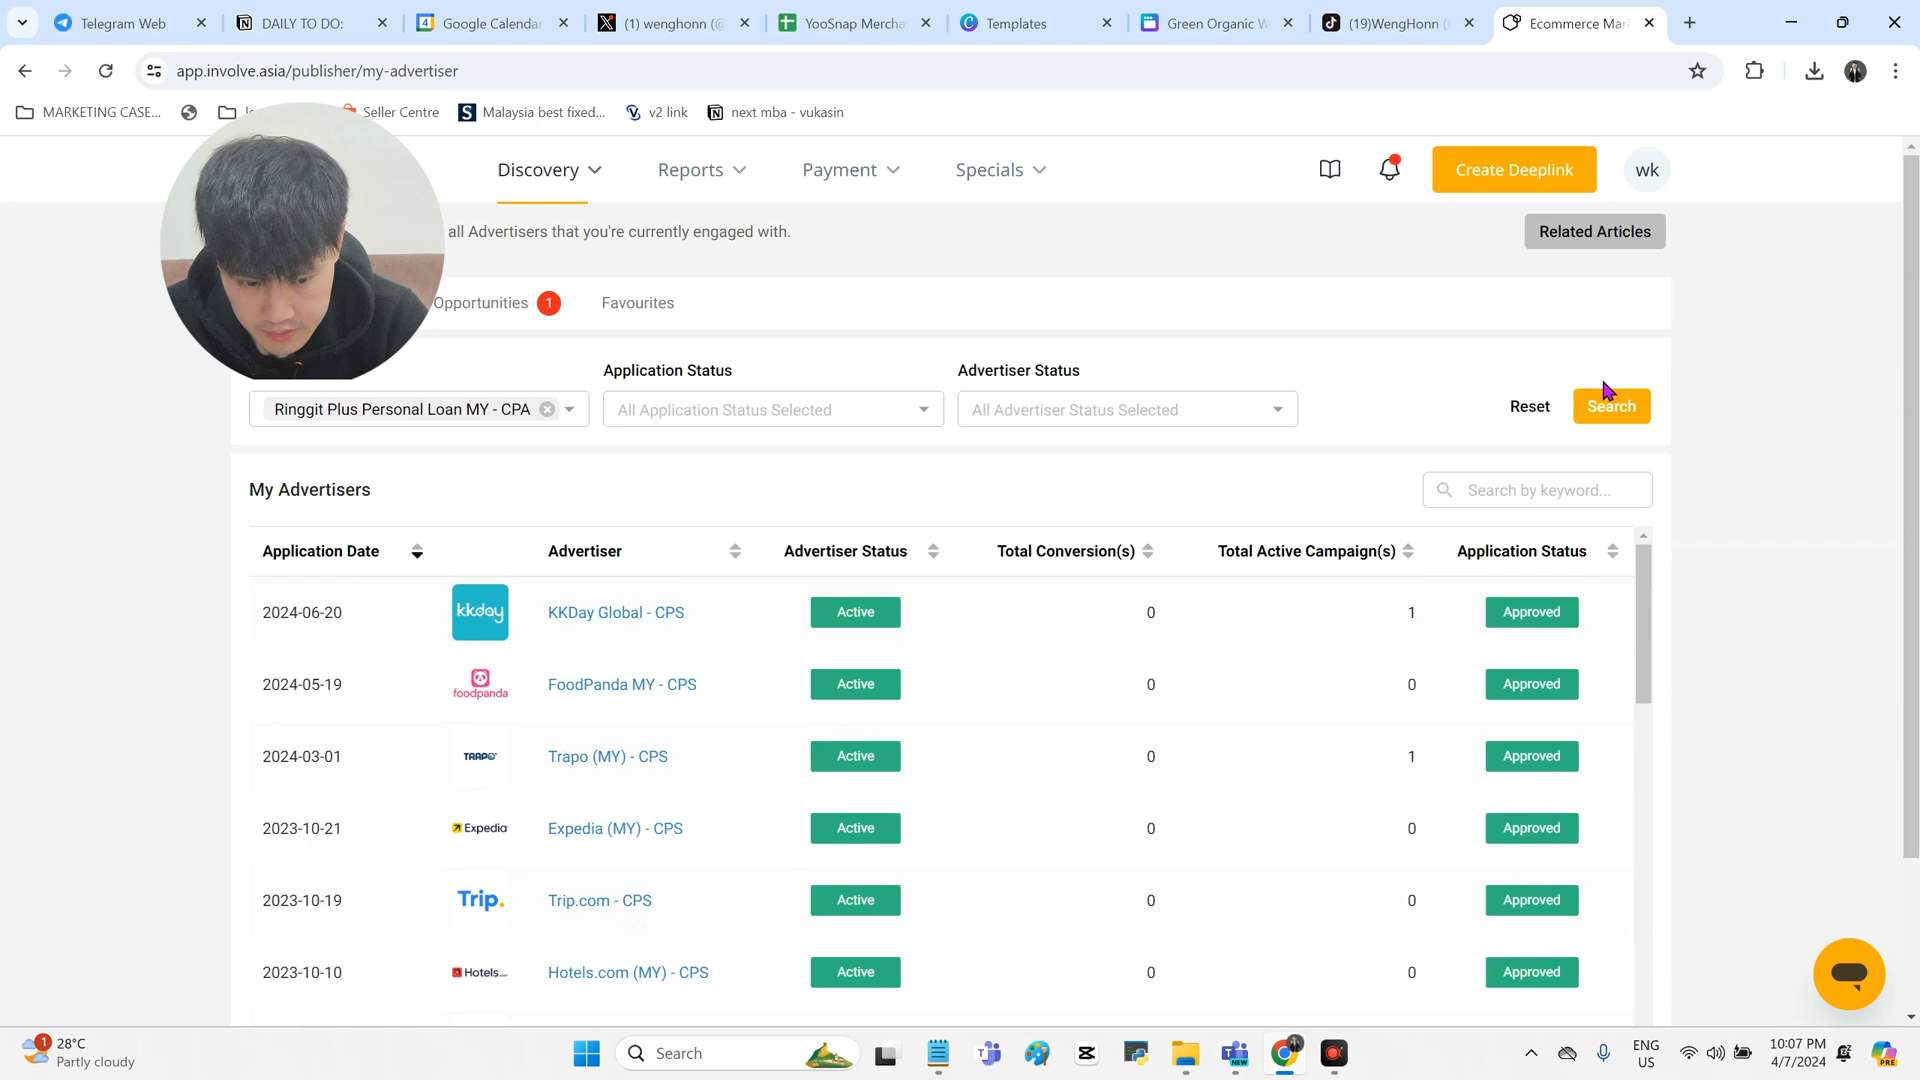 Telegram Web
DAILY TO DO:
4
Google Calendar
(1) wenghonn (@
YooSnap Mercha
Templates
Green Organic W
(19)WengHonn (
Ecommerce Mar
app.involve.asia/publisher/my-advertiser
MARKETING CASE...
Seller Centre
S
Malaysia best fixed...
v2 link
next mba - vukasin
Discovery
Reports
Payment
Specials
Create Deeplink
wk
all Advertisers that you're currently engaged with.
Related Articles
Opportunities
1
Favourites
Application Status
Advertiser Status
Ringgit Plus Personal Loan MY - CPA
All Application Status Selected
All Advertiser Status Selected
Reset
Search
My Advertisers
Search by keyword...
Application Date
Advertiser
Advertiser Status
Total Conversion(s)
Total Active Campaign(s)
Application Status
2024-06-20
kkday
KKDay Global - CPS
Active
0
1
Approved
2024-05-19
foodpanda
FoodPanda MY - CPS
Active
0
0
Approved
2024-03-01
TRAPO
Trapo (MY) - CPS
Active
0
1
Approved
2023-10-21
Expedia
Expedia (MY) - CPS
Active
0
0
Approved
2023-10-19
Trip.
Trip.com - CPS
Active
0
0
Approved
2023-10-10
Hotels....
Hotels.com (MY) - CPS
Active
0
0
Approved
1
28°C
Partly cloudy
Search
NEW
ENG
US
10:07 PM
4/7/2024
PRE